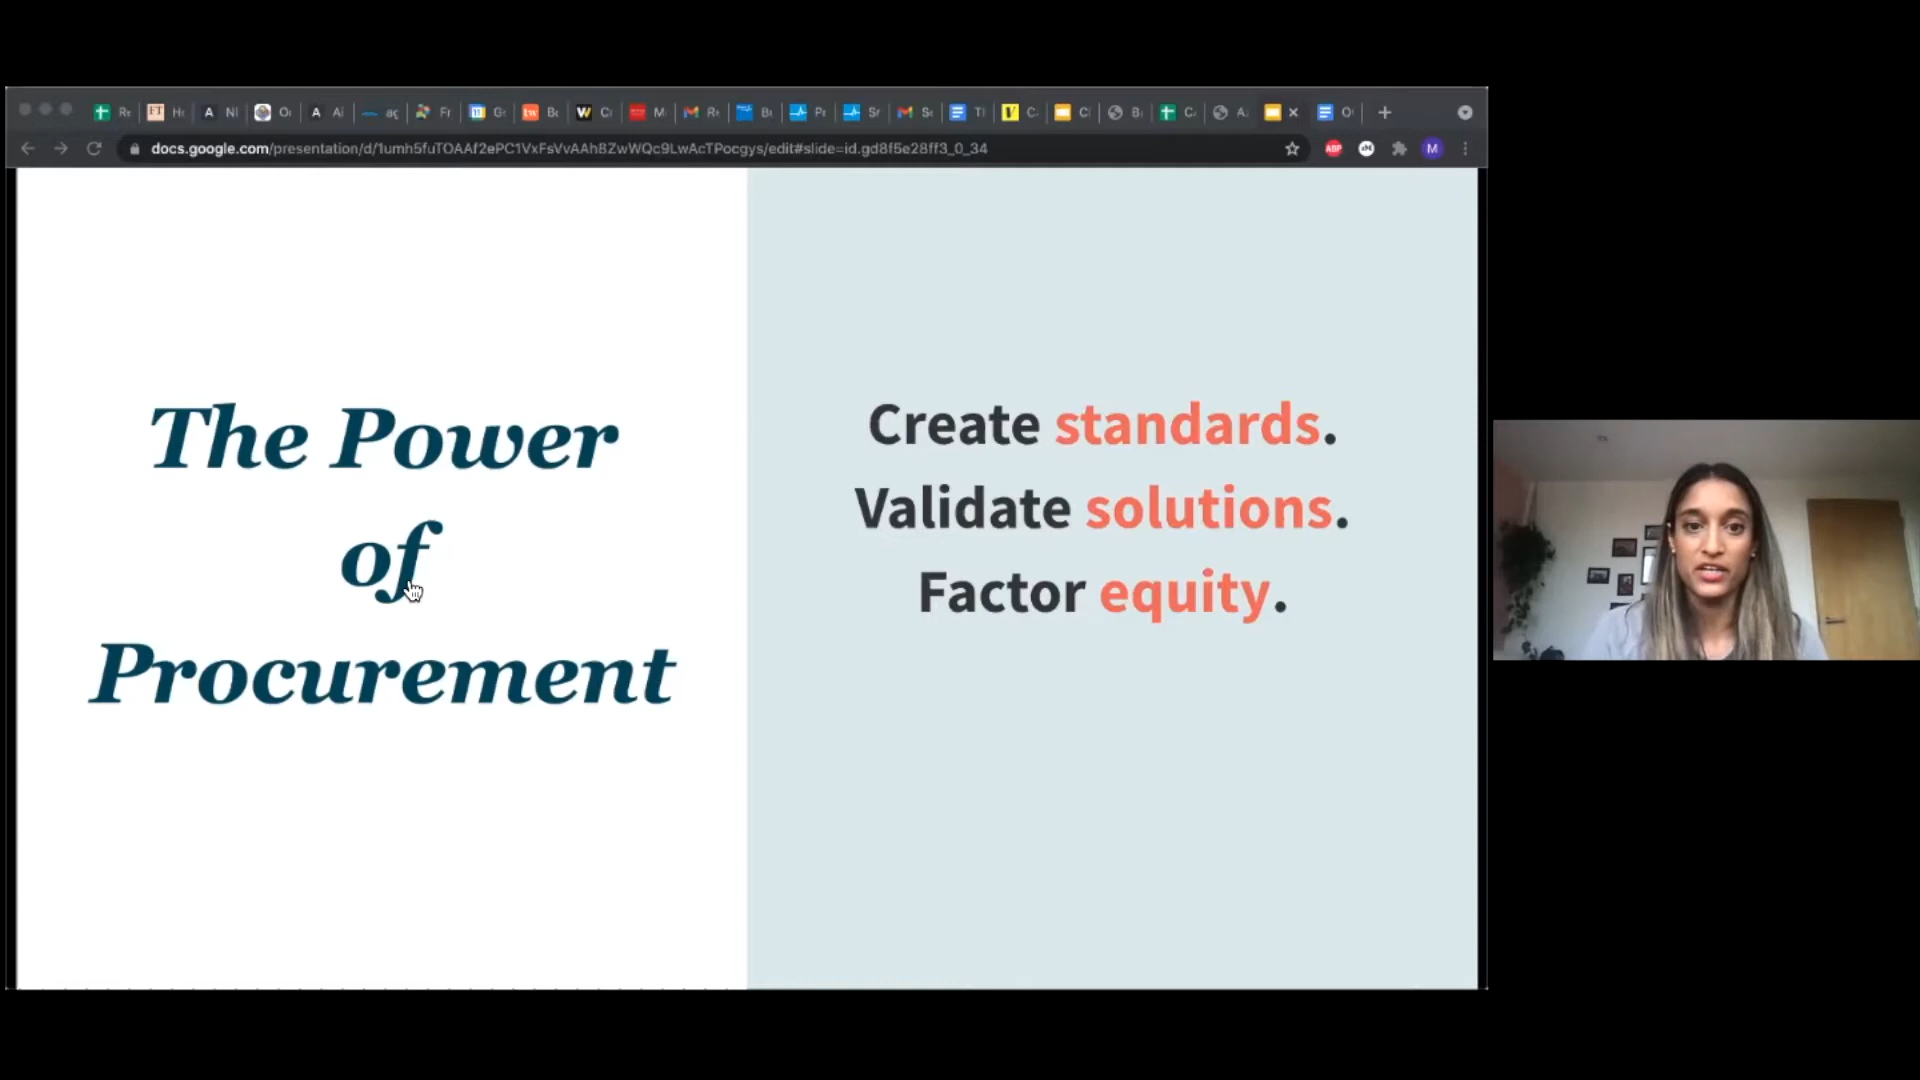 docs.google.com/presentation/d/1umh5fuTOAAf2ePC1VxFsVvAAh8ZwWQc9LwAcTPocgys/edit#slide=id.gd8f5e28ff3_0_34
ABP
M
The Power
of
Procurement
Create standards.
Validate solutions.
Factor equity.